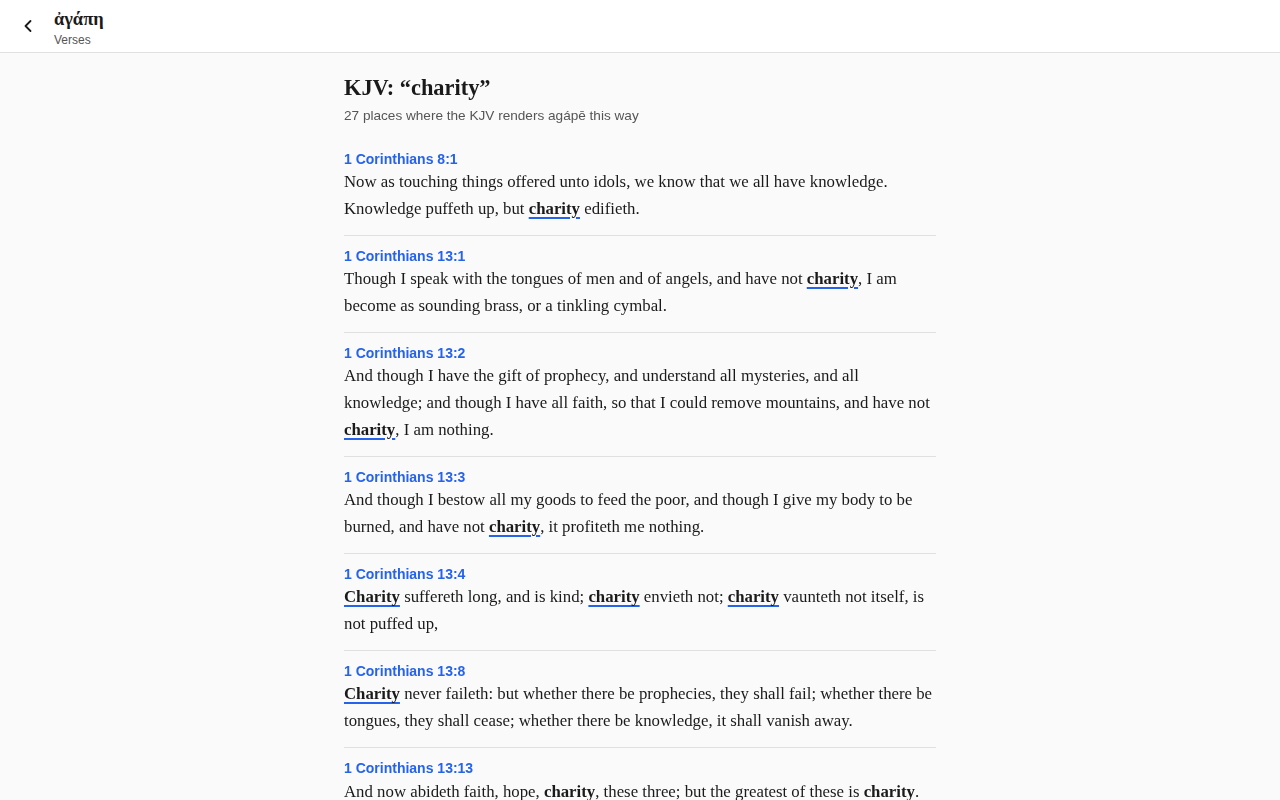 ἀγάπη
Verses
KJV: “charity”
27 places where the KJV renders agápē this way
1 Corinthians 8:1
Now as touching things offered unto idols, we know that we all have knowledge.
Knowledge puffeth up, but charity edifieth.
1 Corinthians 13:1
Though I speak with the tongues of men and of angels, and have not charity, I am
become as sounding brass, or a tinkling cymbal.
1 Corinthians 13:2
And though I have the gift of prophecy, and understand all mysteries, and all
knowledge; and though I have all faith, so that I could remove mountains, and have not
charity, I am nothing.
1 Corinthians 13:3
And though I bestow all my goods to feed the poor, and though I give my body to be
burned, and have not charity, it profiteth me nothing.
1 Corinthians 13:4
Charity suffereth long, and is kind; charity envieth not; charity vaunteth not itself, is
not puffed up,
1 Corinthians 13:8
Charity never faileth: but whether there be prophecies, they shall fail; whether there be
tongues, they shall cease; whether there be knowledge, it shall vanish away.
1 Corinthians 13:13
And now abideth faith, hope, charity, these three; but the greatest of these is charity.